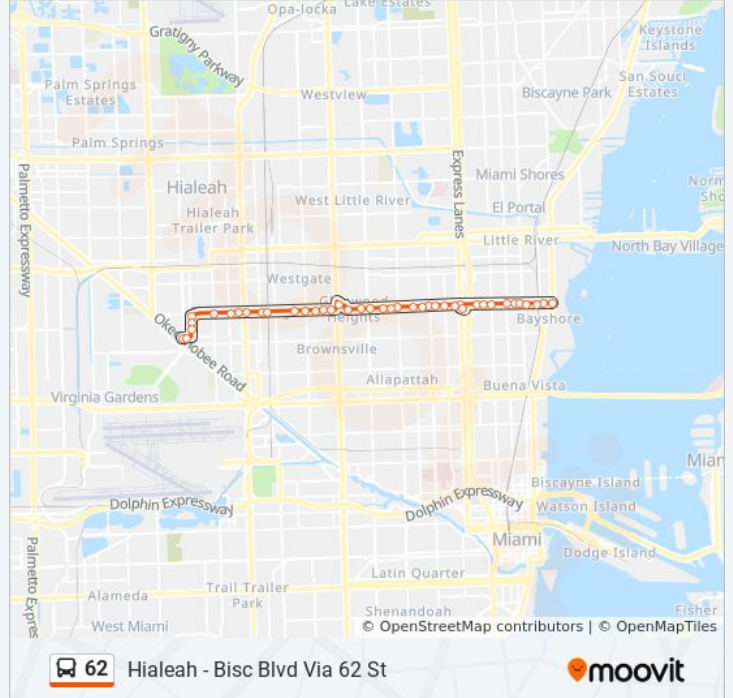 Opa-locka
Lake Estates
Gratigny Parkway
Keystone
Islands
Palm Springs
Estates
San Souci
Estates
Westview
Biscayne Park
Palm Springs
Express Lanes
Palmetto Expressway
Miami Shores
Hialeah
West Little River
El Portal
Hialeah
Trailer Park
Little River
North Bay Village
Westgate
Heights
Bayshore
Okeechobee Road
Brownsville
Allapattah
Buena Vista
Virginia Gardens
Biscayne Island
Dolphin Expressway
Dolphin Expressway
Watson Island
Miami
Dodge Island
Palmetto Expres
Latin Quarter
Alameda
Trail Trailer
Park
Shenandoah
Fisher
West Miami
© OpenStreetMap contributors | © OpenMapTiles
62 Hialeah - Bisc Blvd Via 62 St
moovit